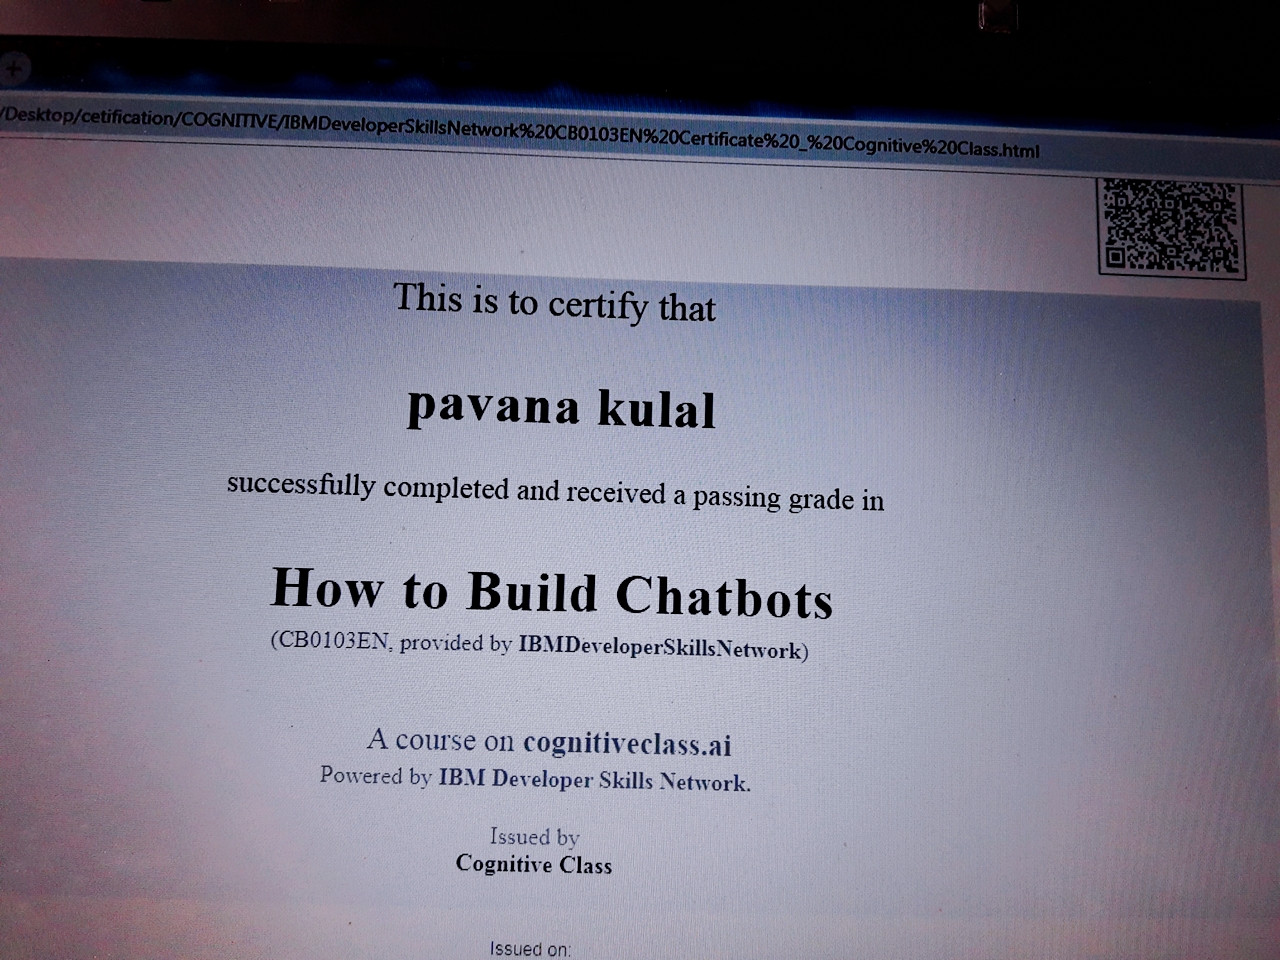 /Desktop/cetification/COGNITIVE/IBMDeveloperSkillsNetwork%20CB0103EN%20Certificate%20_%20Cognitive%20Class.html
This is to certify that
pavana kulal
successfully completed and received a passing grade in
How to Build Chatbots
(CB0103EN, provided by IBMDeveloperSkillsNetwork)
A course on cognitiveclass.ai
Powered by IBM Developer Skills Network.
Issued by
Cognitive Class
Issued on: